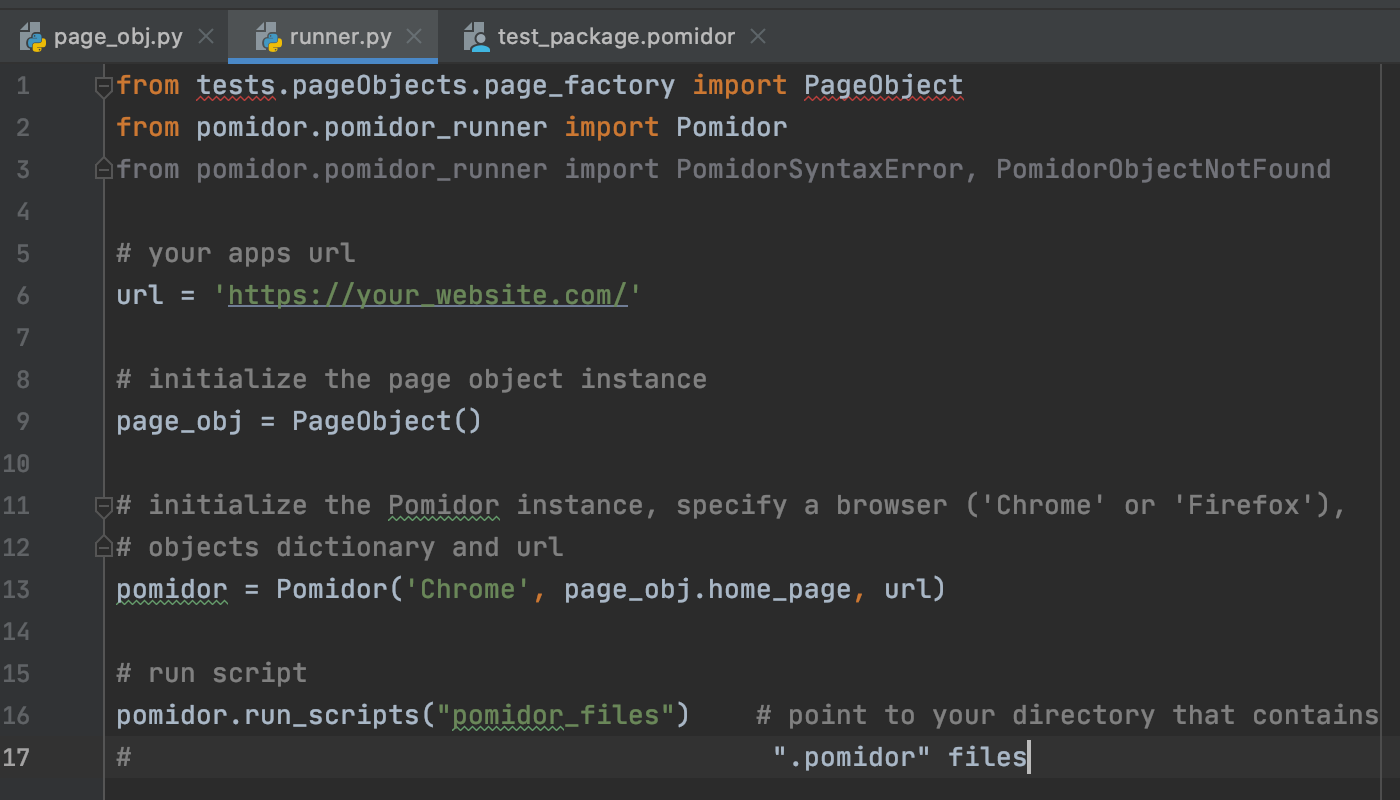 page_obj.py runner.py test_package.pomidor
1 from tests.pageObjects.page_factory import PageObject
2 from pomidor.pomidor_runner import Pomidor
3 from pomidor.pomidor_runner import PomidorSyntaxError, PomidorObjectNotFound
4
5 # your apps url
6 url = 'https://your_website.com/'
7
8 # initialize the page object instance
9 page_obj = PageObject()
10
11 # initialize the Pomidor instance, specify a browser ('Chrome' or 'Firefox'),
12 # objects dictionary and url
13 pomidor = Pomidor('Chrome', page_obj.home_page, url)
14
15 # run script
16 pomidor.run_scripts("pomidor_files")    # point to your directory that contains
17 #                                        ".pomidor" files